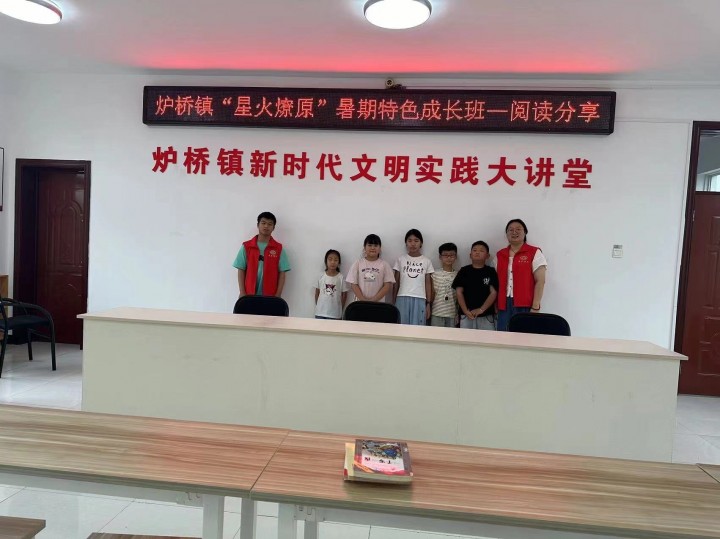 炉桥镇“星火燎原”暑期特色成长班—阅读分享
炉桥镇新时代文明实践大讲堂
Planet